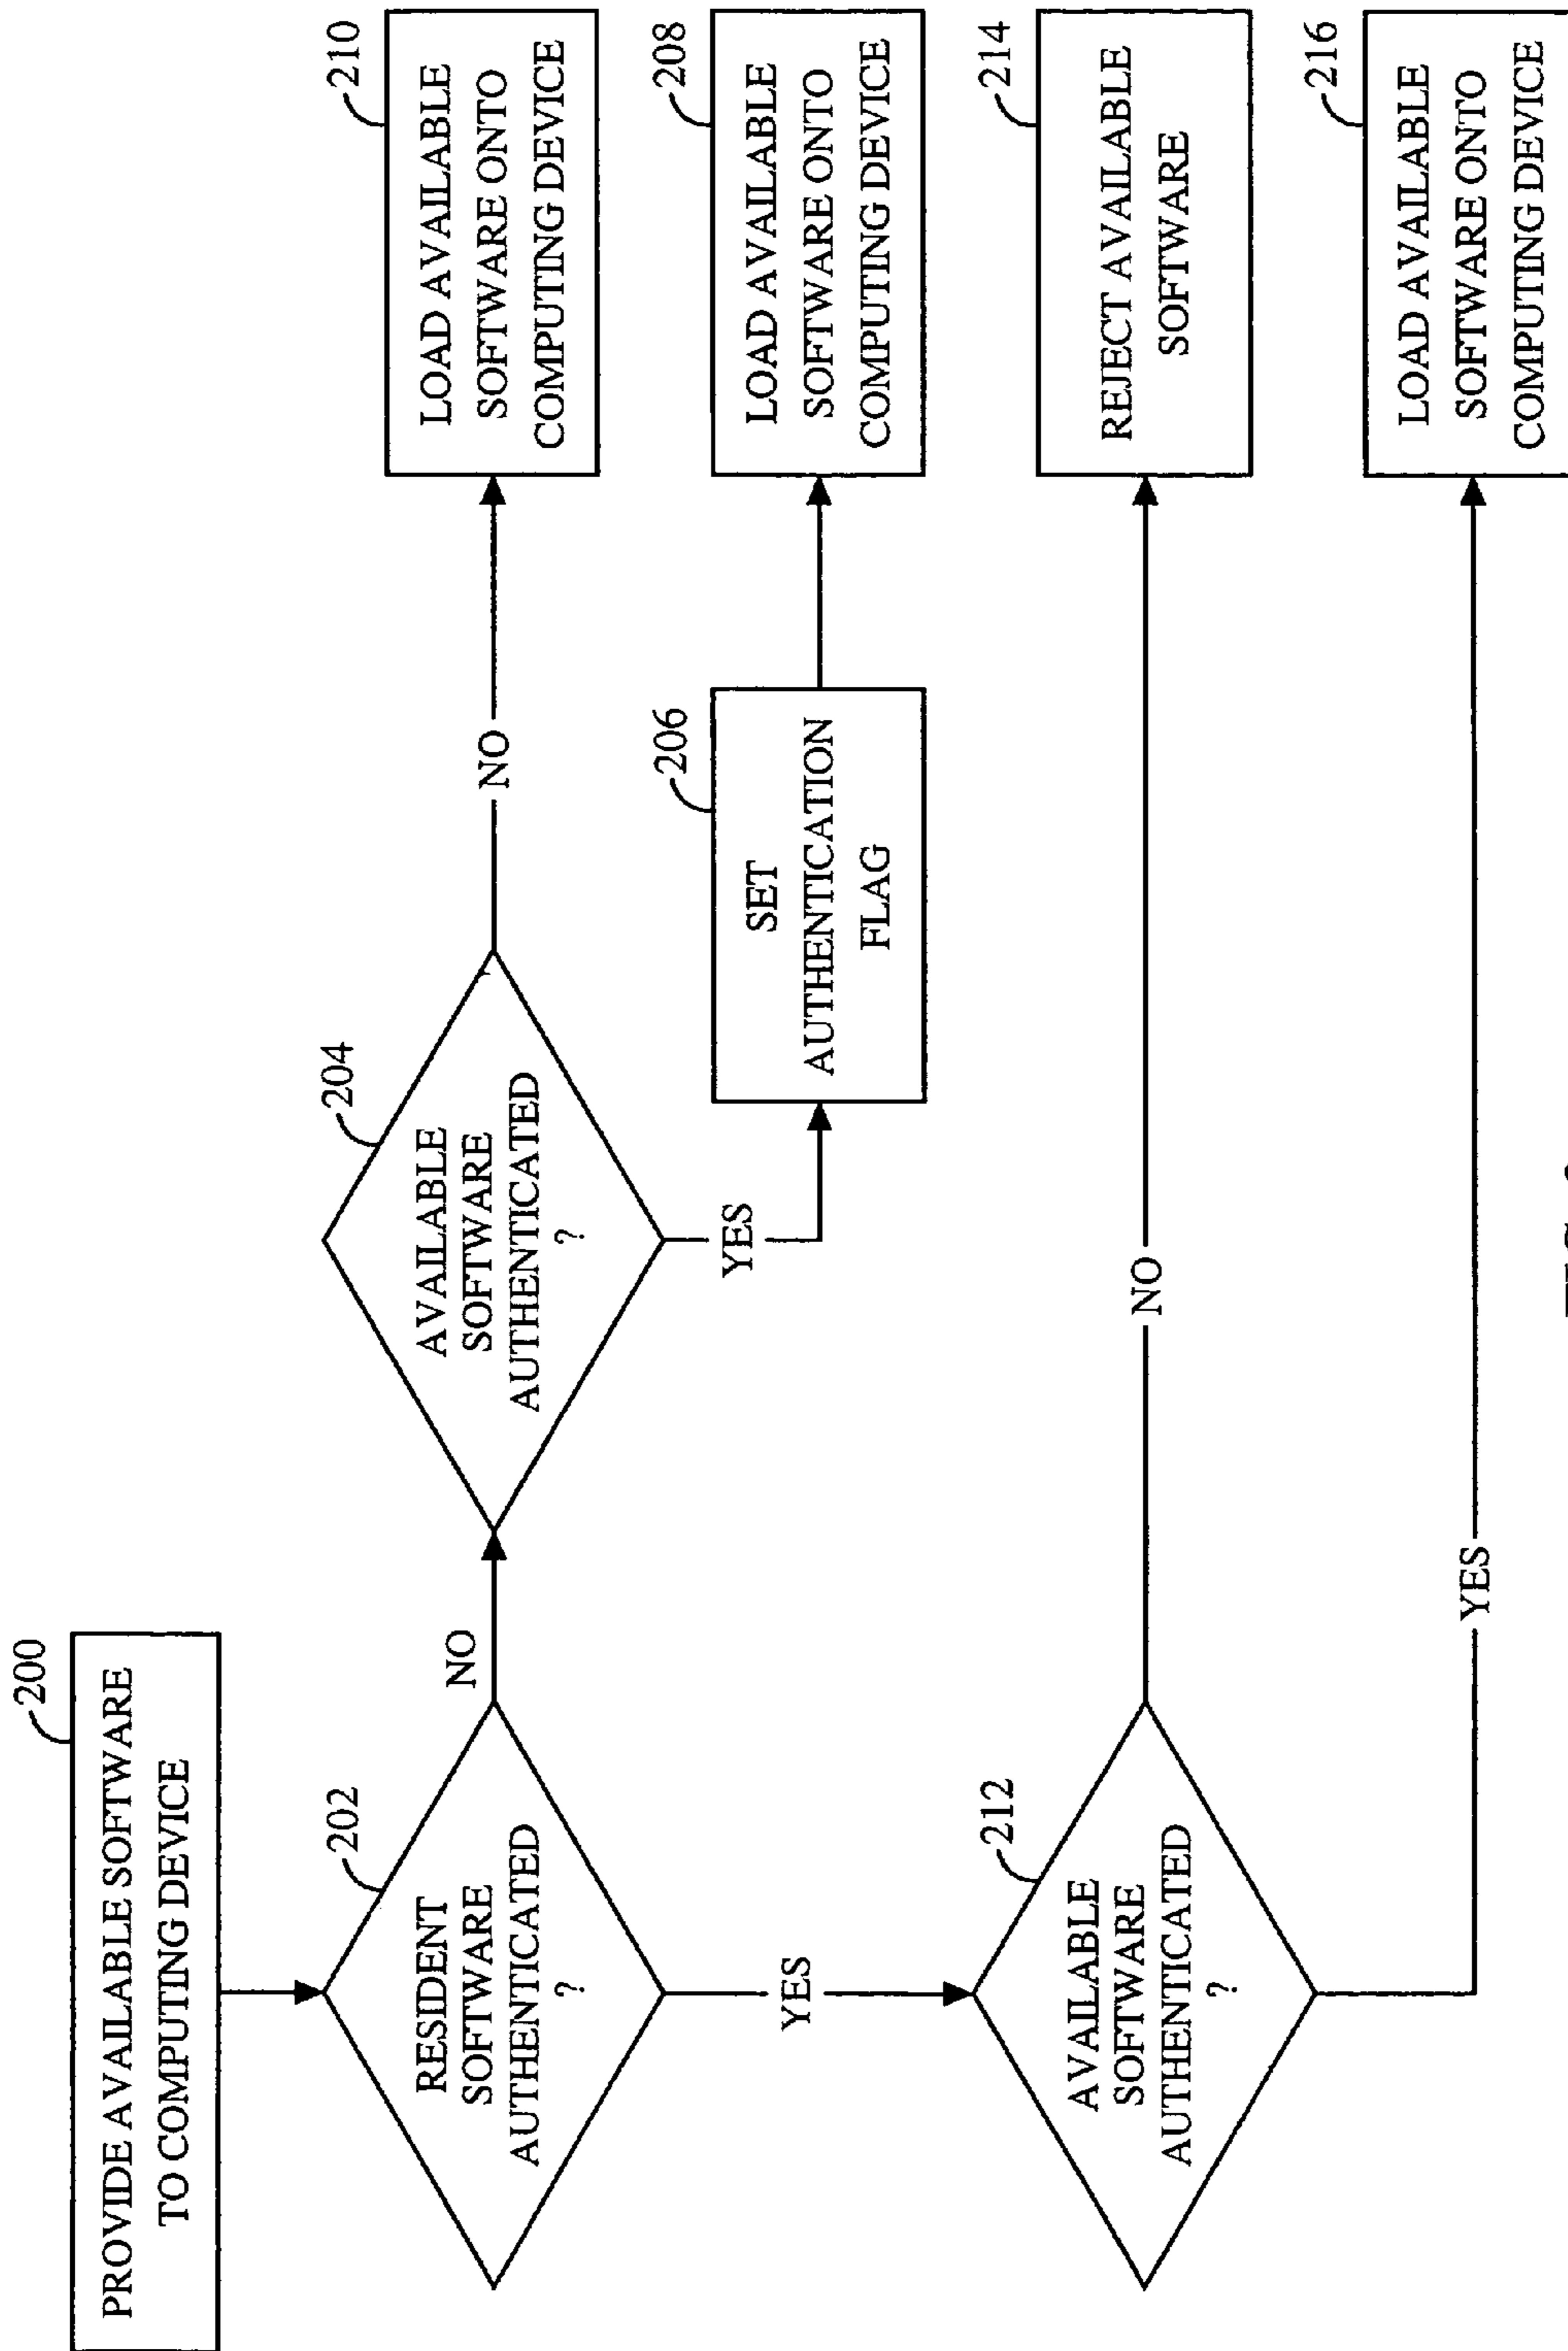 200
PROVIDE AVAILABLE SOFTWARE
TO COMPUTING DEVICE
202
RESIDENT
SOFTWARE
AUTHENTICATED
?
NO
204
AVAILABLE
SOFTWARE
AUTHENTICATED
?
NO
210
LOAD AVAILABLE
SOFTWARE ONTO
COMPUTING DEVICE
YES
206
SET
AUTHENTICATION
FLAG
208
LOAD AVAILABLE
SOFTWARE ONTO
COMPUTING DEVICE
YES
212
AVAILABLE
SOFTWARE
AUTHENTICATED
?
NO
214
REJECT AVAILABLE
SOFTWARE
YES
216
LOAD AVAILABLE
SOFTWARE ONTO
COMPUTING DEVICE